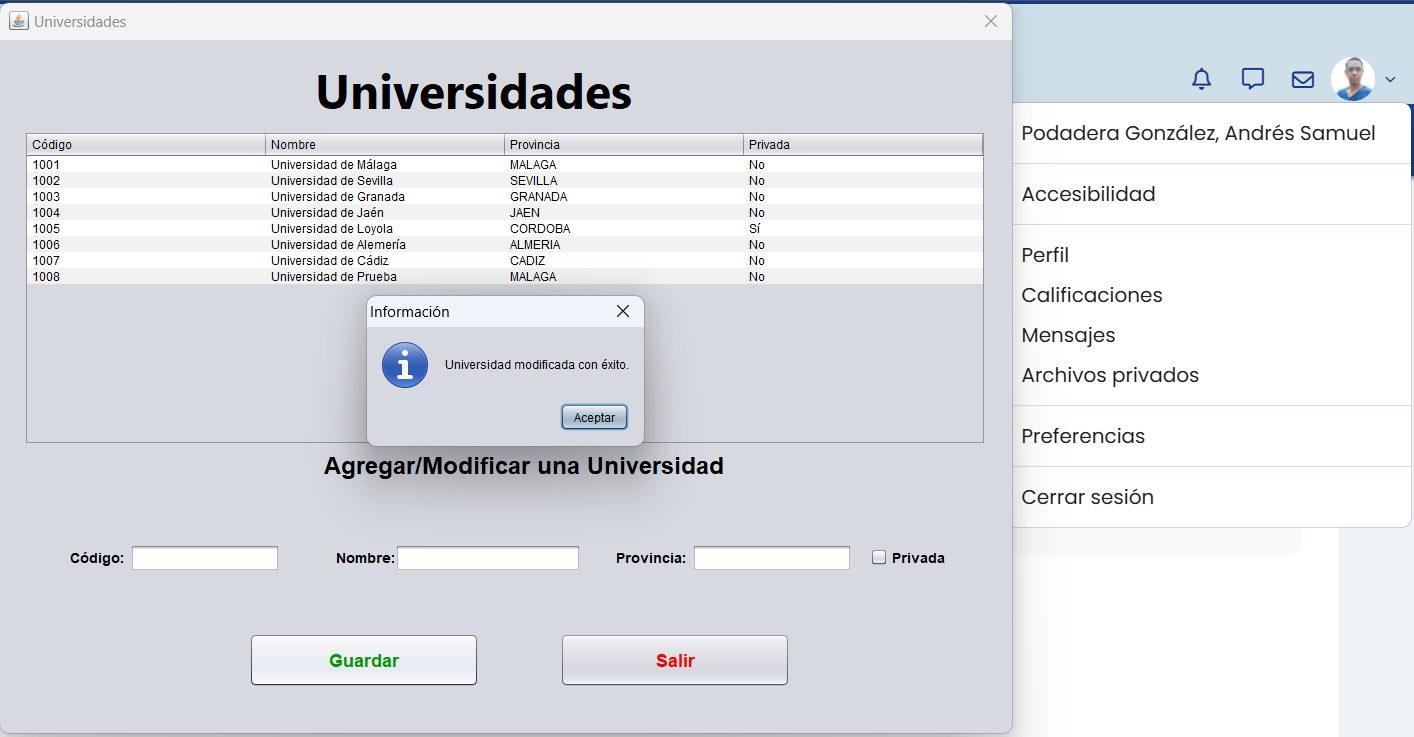 Universidades
Universidades
Código Nombre Provincia Privada
1001 Universidad de Málaga MALAGA No
1002 Universidad de Sevilla SEVILLA No
1003 Universidad de Granada GRANADA No
1004 Universidad de Jaén JAEN No
1005 Universidad de Loyola CORDOBA Sí
1006 Universidad de Alemería ALMERIA No
1007 Universidad de Cádiz CADIZ No
1008 Universidad de Prueba MALAGA No
Información
Universidad modificada con éxito.
Aceptar
Agregar/Modificar una Universidad
Código: Nombre: Provincia: Privada
Guardar Salir
Podadera González, Andrés Samuel
Accesibilidad
Perfil
Calificaciones
Mensajes
Archivos privados
Preferencias
Cerrar sesión